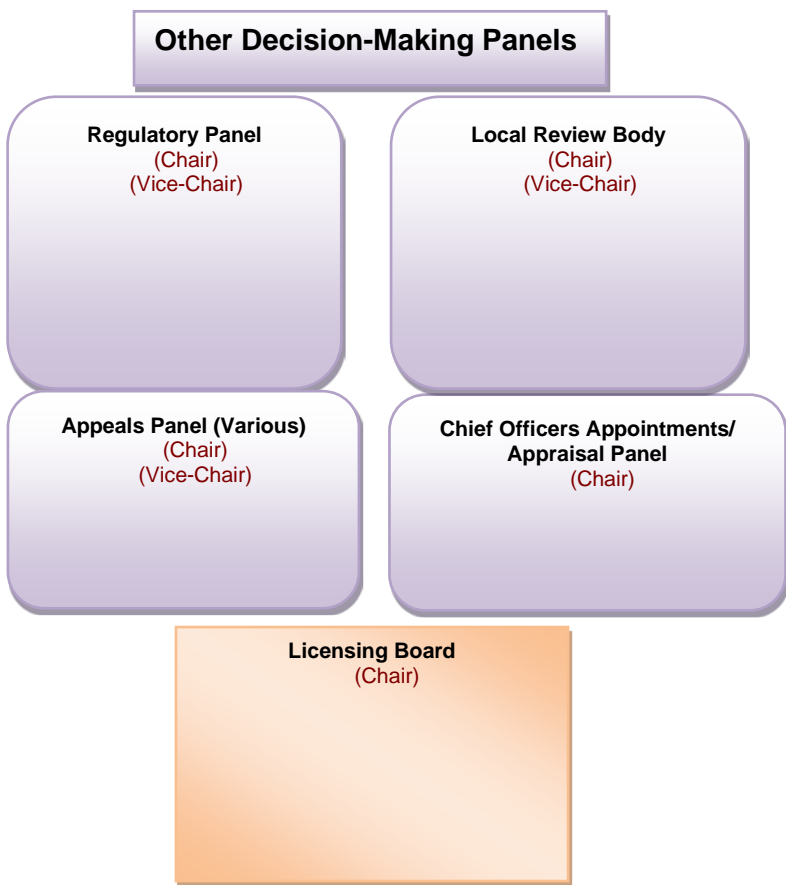 Other Decision-Making Panels
Regulatory Panel
(Chair)
(Vice-Chair)
Local Review Body
(Chair)
(Vice-Chair)
Appeals Panel (Various)
(Chair)
(Vice-Chair)
Chief Officers Appointments/
Appraisal Panel
(Chair)
Licensing Board
(Chair)